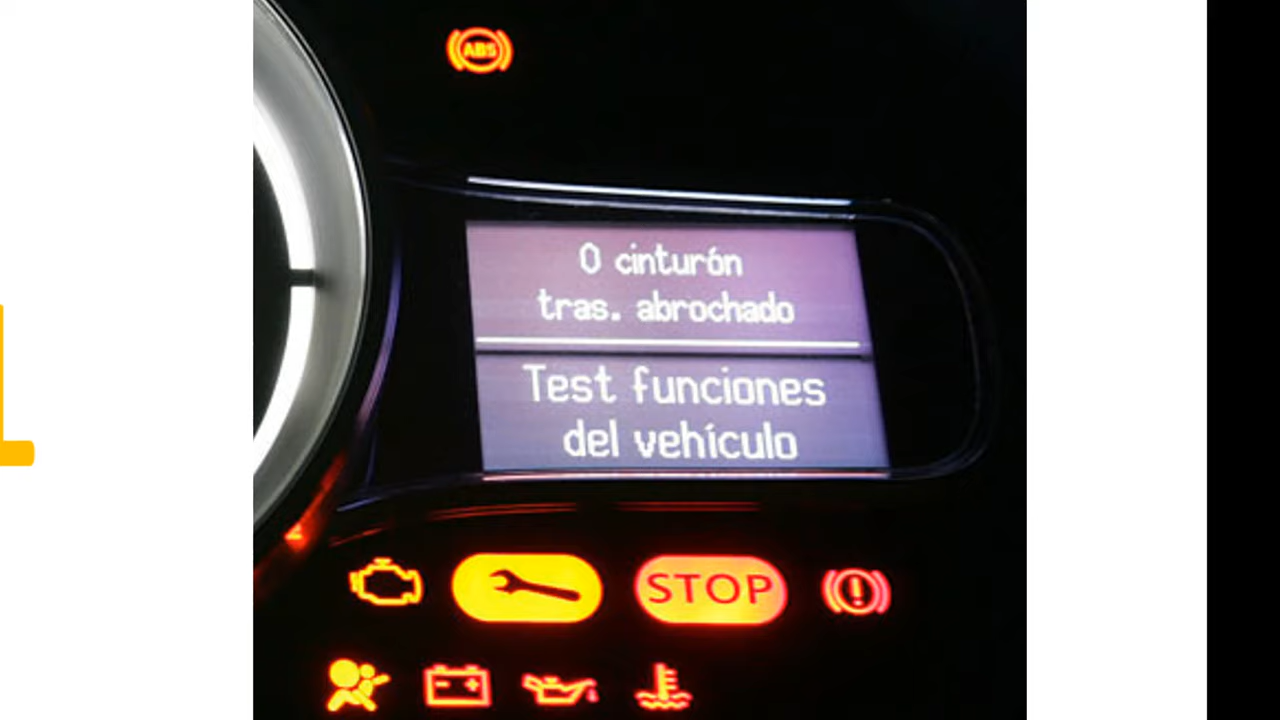 ABS
0 cinturón
tras. abrochado
Test funciones
del vehículo
STOP